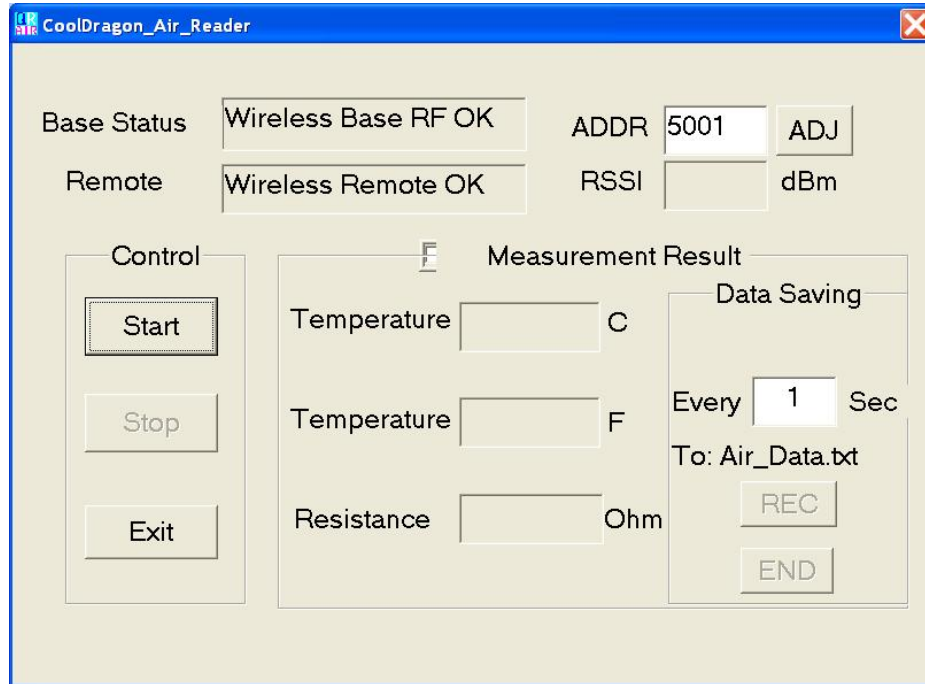 CoolDragon_Air_Reader
Base Status Wireless Base RF OK ADDR 5001 ADJ
Remote Wireless Remote OK RSSI dBm
Control Measurement Result
Data Saving
Start Temperature C
Every 1 Sec
Stop Temperature F
To: Air_Data.txt
REC
Exit Resistance Ohm
END